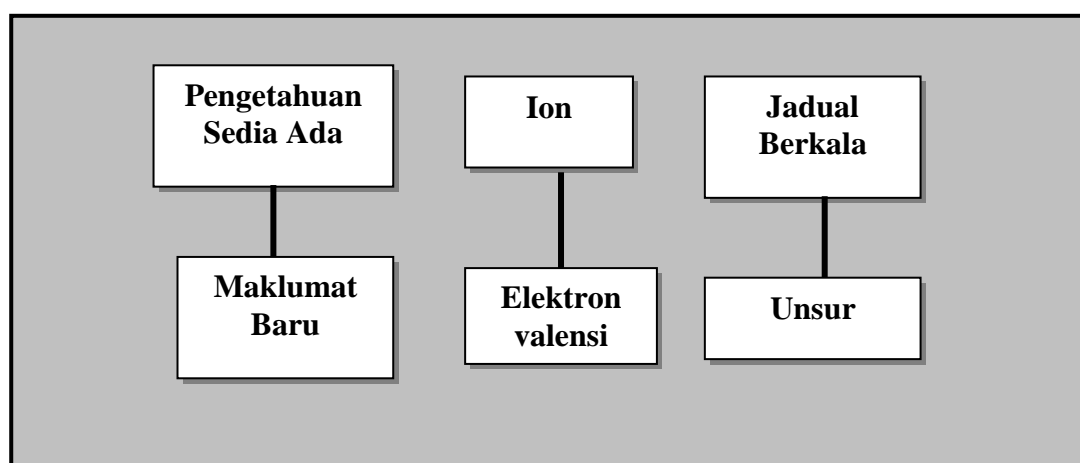 Pengetahuan
Sedia Ada
Ion
Jadual
Berkala
Maklumat
Baru
Elektron
valensi
Unsur